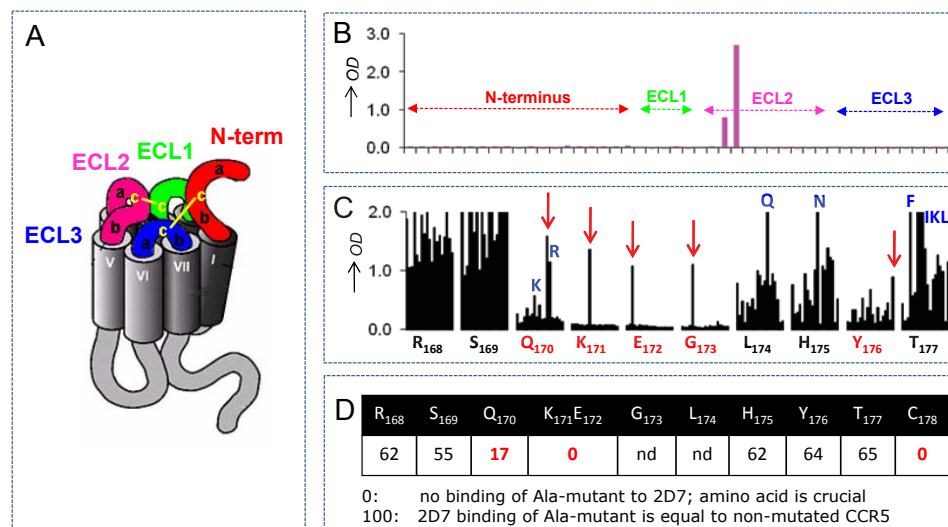 A
N-term
ECL1
ECL2
ECL3
a
c
c
c
a
b
b
a
b
V
VI
VII
I
B
3.0
2.0
1.0
0.0
→ OD
N-terminus
ECL1
ECL2
ECL3
C
2.0
1.0
0.0
→ OD
K
R
Q
N
F
IKL
R168 S169 Q170 K171 E172 G173 L174 H175 Y176 T177
D
R168 S169 Q170 K171E172 G173 L174 H175 Y176 T177 C178
62 55 17 0 nd nd 62 64 65 0
0: no binding of Ala-mutant to 2D7; amino acid is crucial
100: 2D7 binding of Ala-mutant is equal to non-mutated CCR5